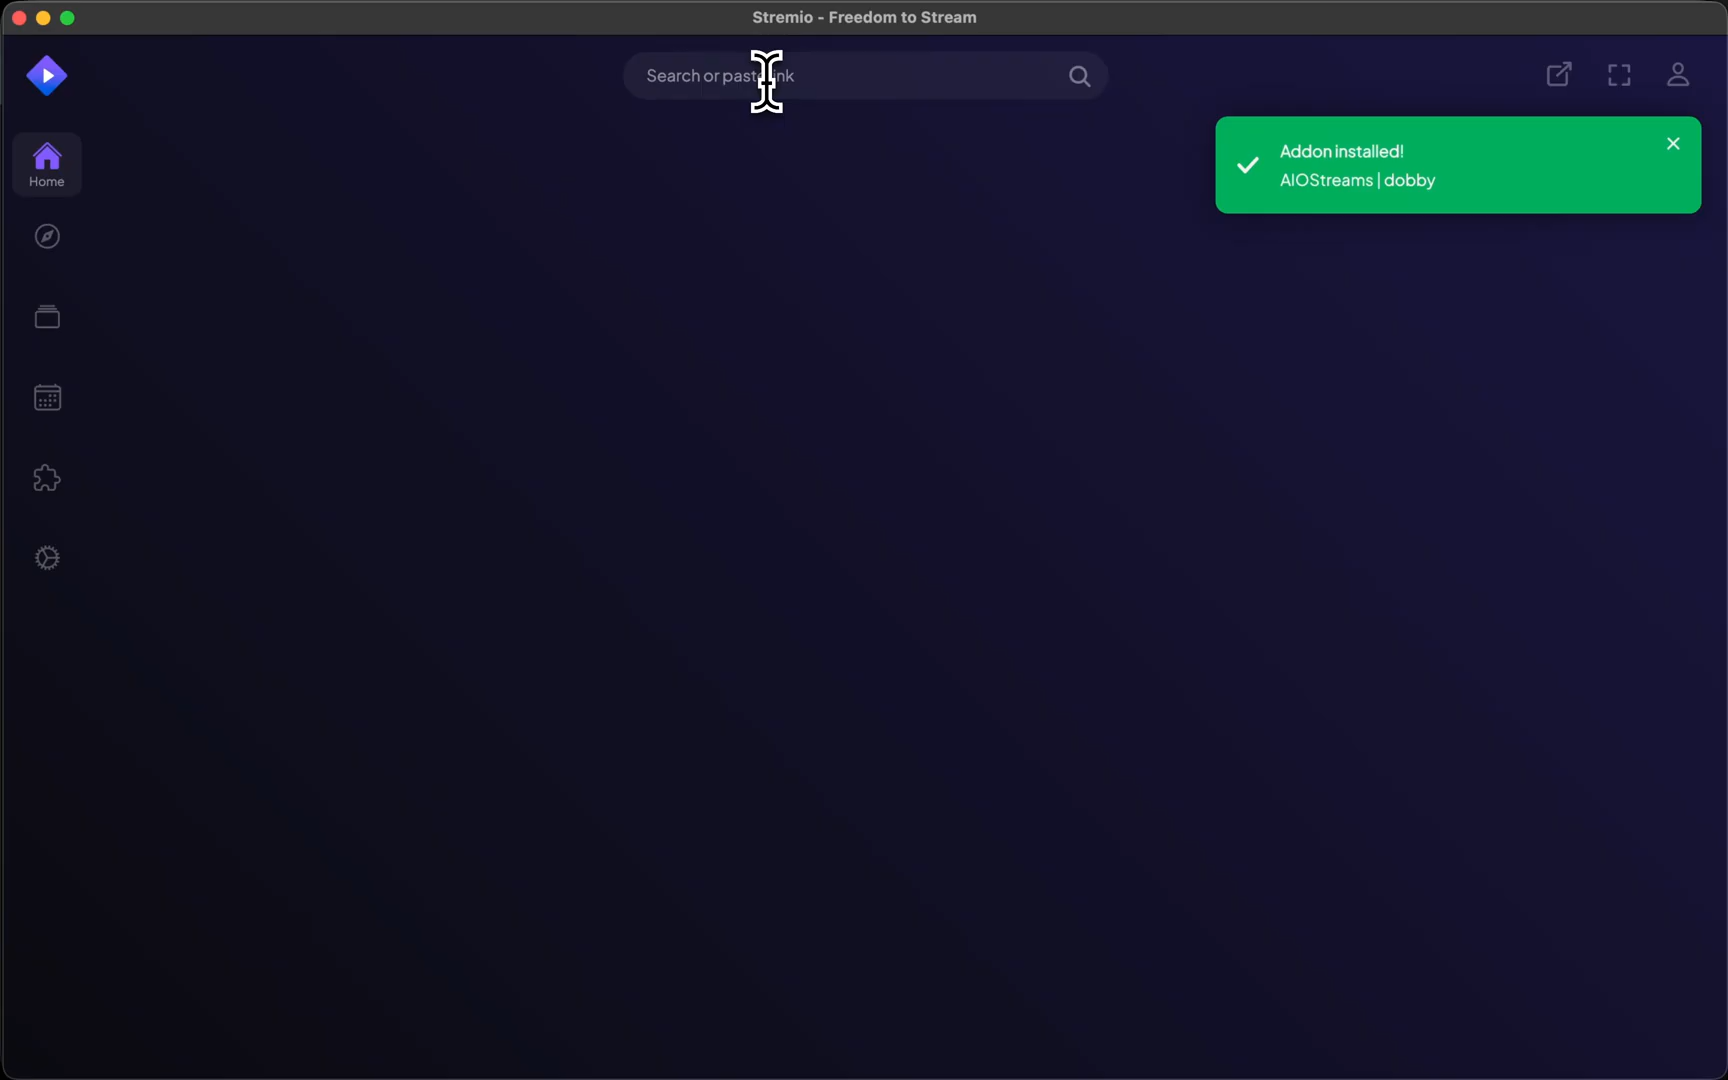 Stremio - Freedom to Stream
Search or paste link
Addon installed!
AIOStreams | dobby
Home